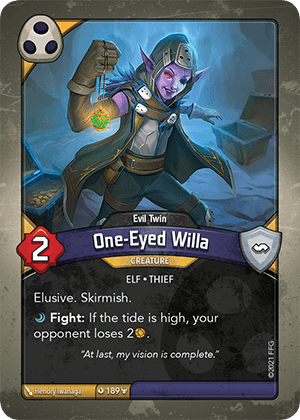 Evil Twin
One-Eyed Willa
2
CREATURE
ELF • THIEF
Elusive. Skirmish.
Fight: If the tide is high, your
opponent loses 2.
"At last, my vision is complete."
Hendry Iwanaga
189
©2021 FFG